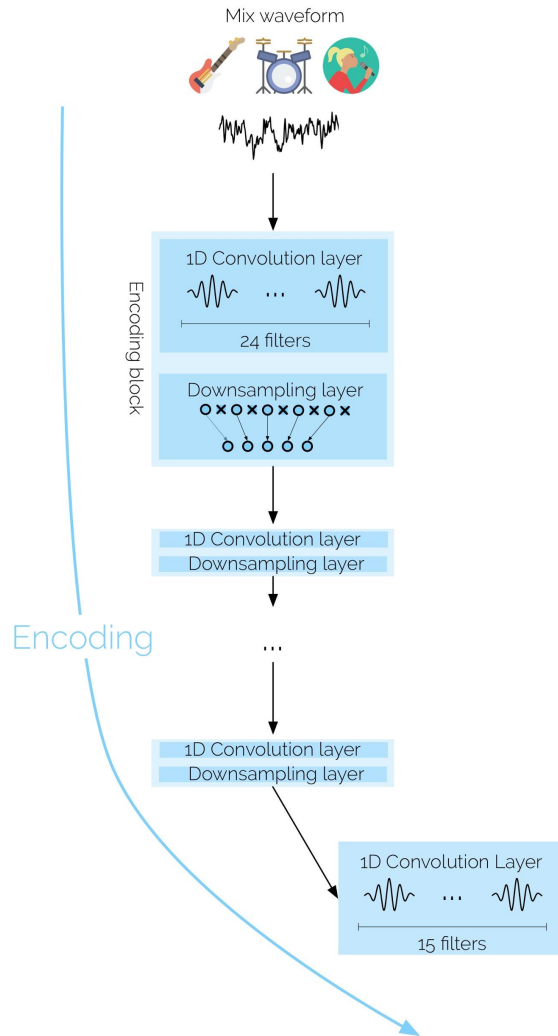 Mix waveform
1D Convolution layer
...
24 filters
Encoding block
Downsampling layer
1D Convolution layer
Downsampling layer
Encoding
...
1D Convolution layer
Downsampling layer
1D Convolution Layer
...
15 filters